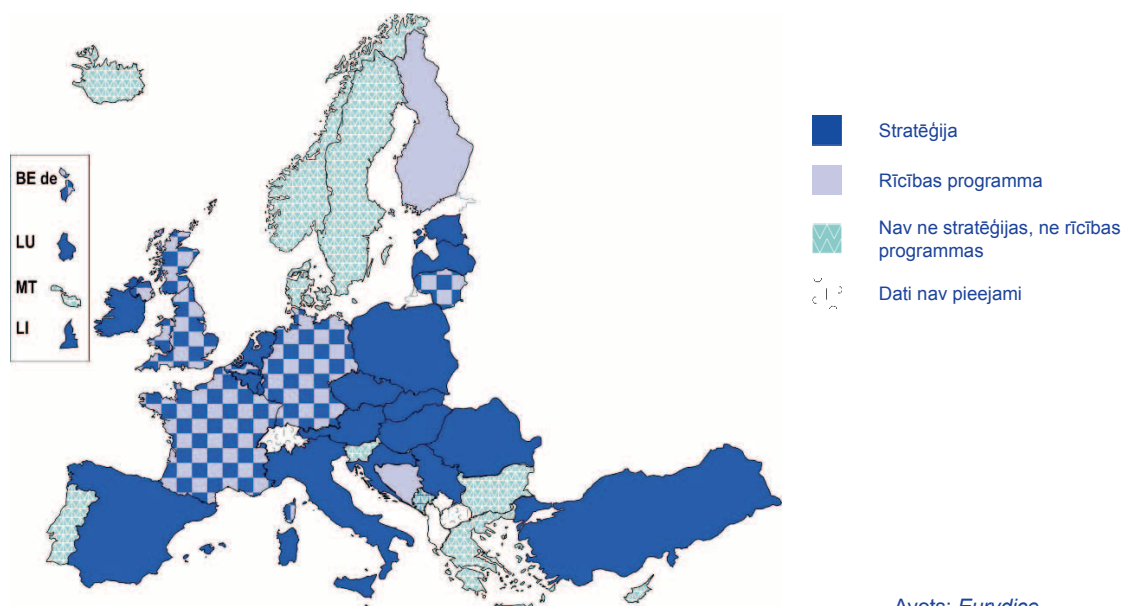 BE de
LU
MT
LI
Stratēģija
Rīcības programma
Nav ne stratēģijas, ne rīcības
programmas
Dati nav pieejami
Avots: Eurydice